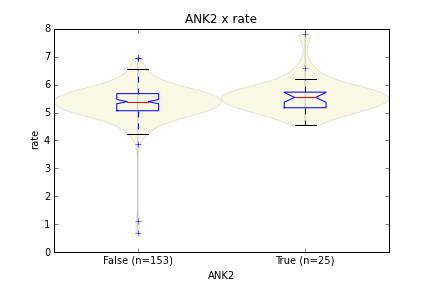 ANK2 x rate
8
7
6
5
4
3
2
1
0
rate
False (n=153) True (n=25)
ANK2